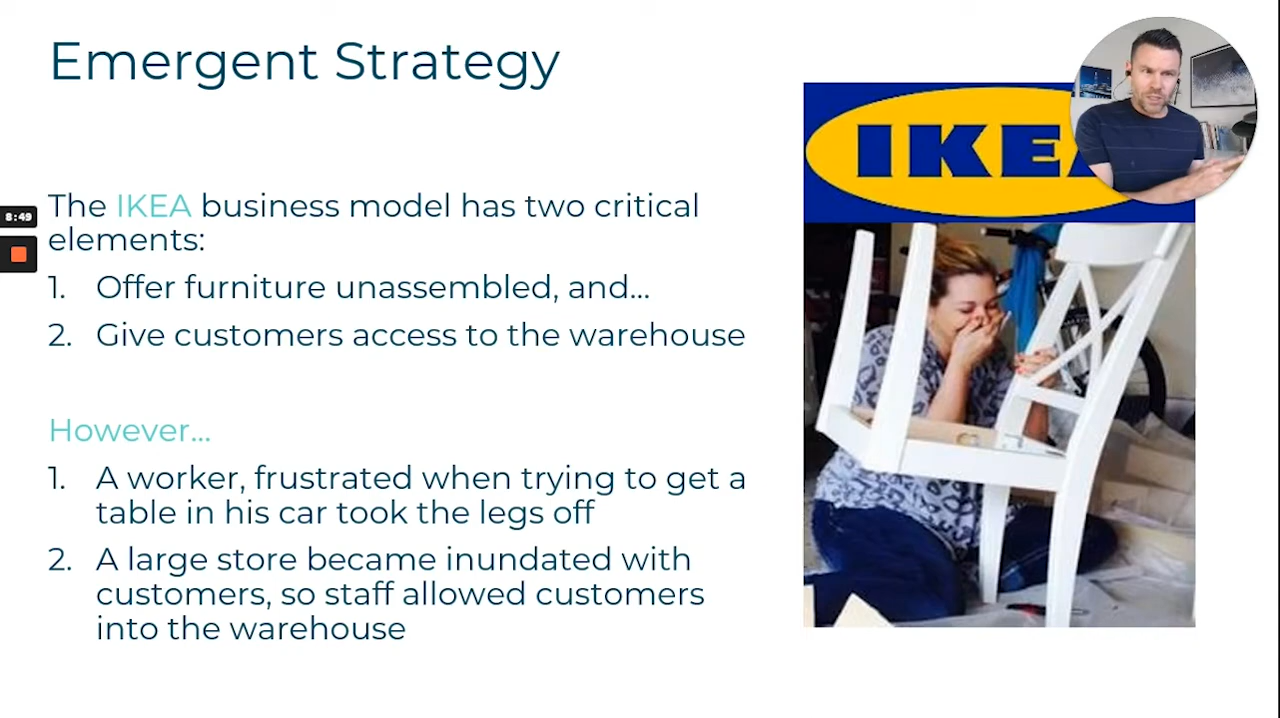 Emergent Strategy
IKEA
8:49
The IKEA business model has two critical
elements:
1. Offer furniture unassembled, and...
2. Give customers access to the warehouse
However...
1. A worker, frustrated when trying to get a
table in his car took the legs off
2. A large store became inundated with
customers, so staff allowed customers
into the warehouse